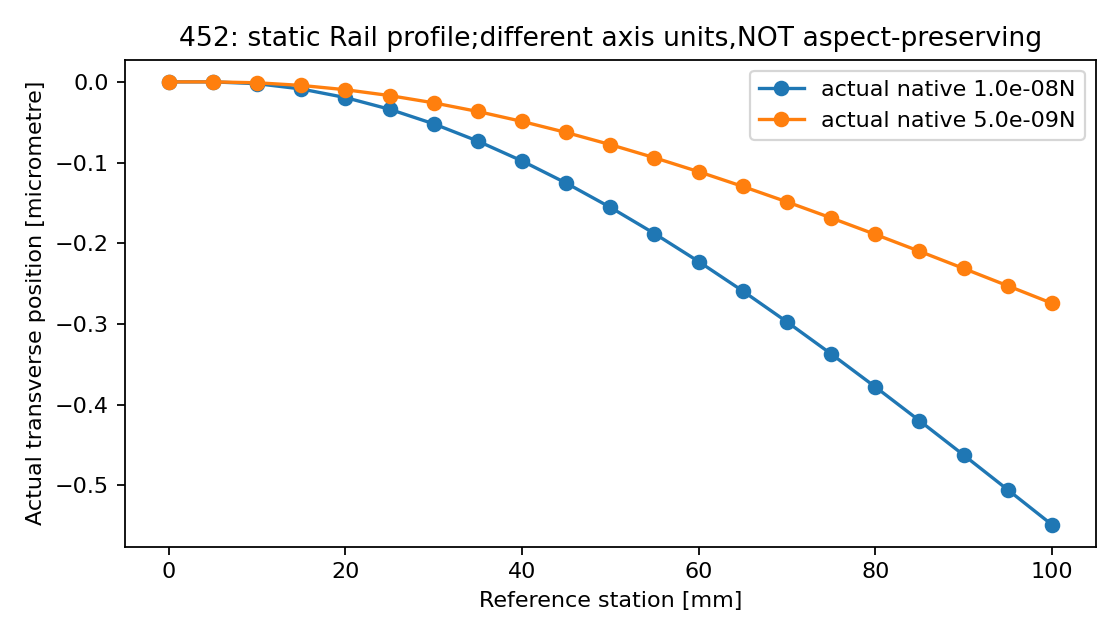 452: static Rail profile;different axis units,NOT aspect-preserving
actual native 1.0e-08N
actual native 5.0e-09N
Actual transverse position [micrometre]
0.0
−0.1
−0.2
−0.3
−0.4
−0.5
0
20
40
60
80
100
Reference station [mm]